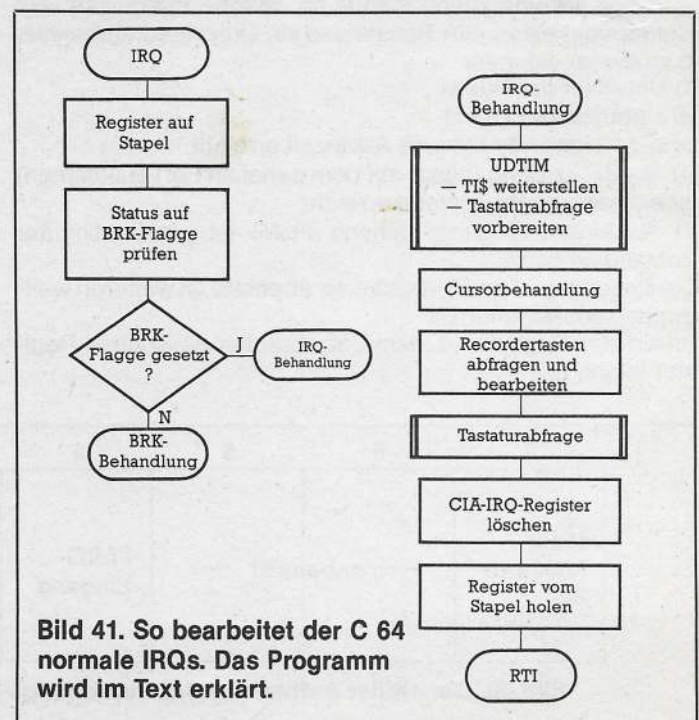 IRQ
Register auf
Stapel
Status auf
BRK-Flagge
prüfen
BRK-
Flagge gesetzt
?
J
IRQ-
Behandlung
N
BRK-
Behandlung
IRQ-
Behandlung
UDTIM
— TI$ weiterstellen
— Tastaturabfrage
vorbereiten
Cursorbehandlung
Recordertasten
abfragen und
bearbeiten
Tastaturabfrage
CIA-IRQ-Register
löschen
Register vom
Stapel holen
RTI
Bild 41. So bearbeitet der C 64
normale IRQs. Das Programm
wird im Text erklärt.